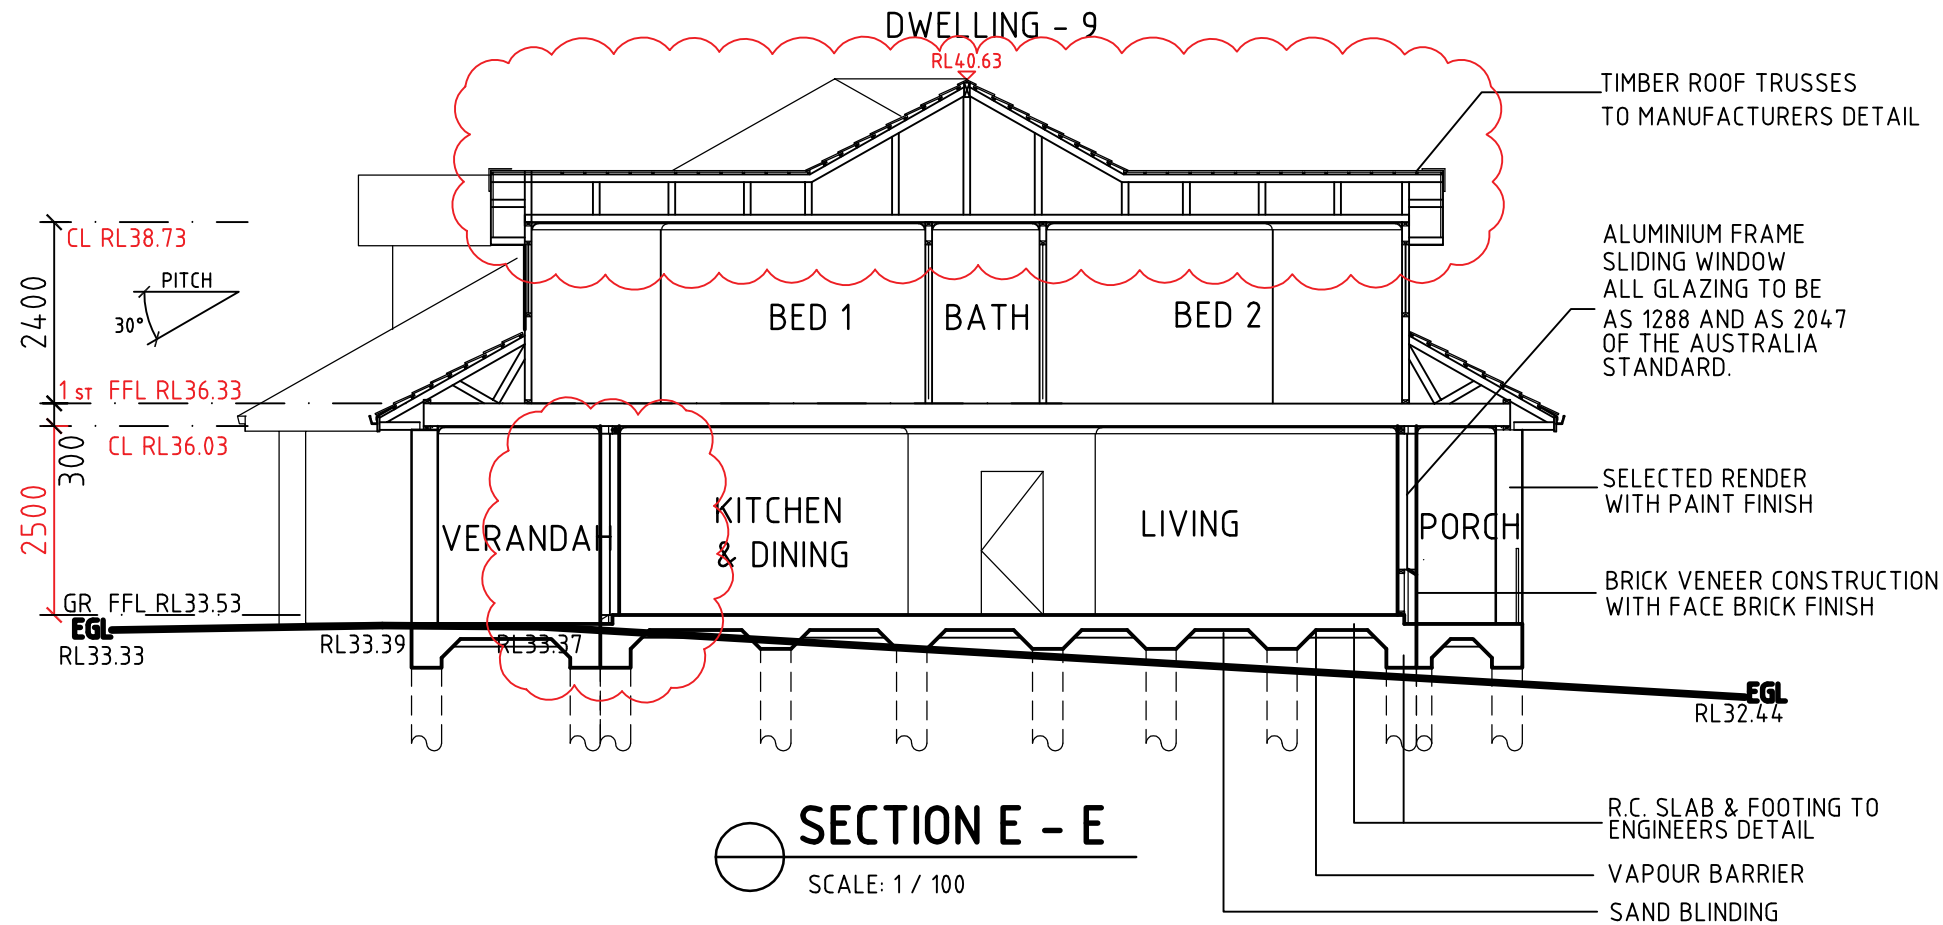 DWELLING - 9
RL40.63
TIMBER ROOF TRUSSES
TO MANUFACTURERS DETAIL
CL RL38.73
PITCH
30°
2400
ALUMINIUM FRAME
SLIDING WINDOW
ALL GLAZING TO BE
AS 1288 AND AS 2047
OF THE AUSTRALIA
STANDARD.
BED 1
BATH
BED 2
1 ST FFL RL36.33
CL RL36.03
300
2500
VERANDAH
KITCHEN
& DINING
LIVING
PORCH
SELECTED RENDER
WITH PAINT FINISH
BRICK VENEER CONSTRUCTION
WITH FACE BRICK FINISH
GR FFL RL33.53
EGL
RL33.33
RL33.39
RL33.37
EGL
RL32.44
SECTION E - E
SCALE: 1 / 100
R.C. SLAB & FOOTING TO
ENGINEERS DETAIL
VAPOUR BARRIER
SAND BLINDING